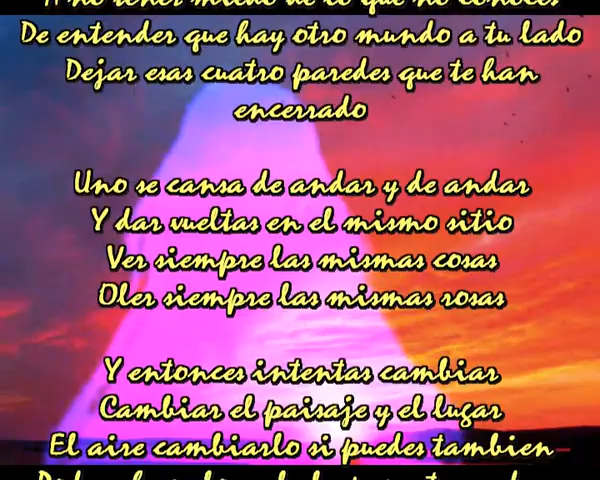 A no tener miedo de lo que no conoces
De entender que hay otro mundo a tu lado
Dejar esas cuatro paredes que te han
encerrado
Uno se cansa de andar y de andar
Y dar vueltas en el mismo sitio
Ver siempre las mismas cosas
Oler siempre las mismas rosas
Y entonces intentas cambiar
Cambiar el paisaje y el lugar
El aire cambiarlo si puedes tambien